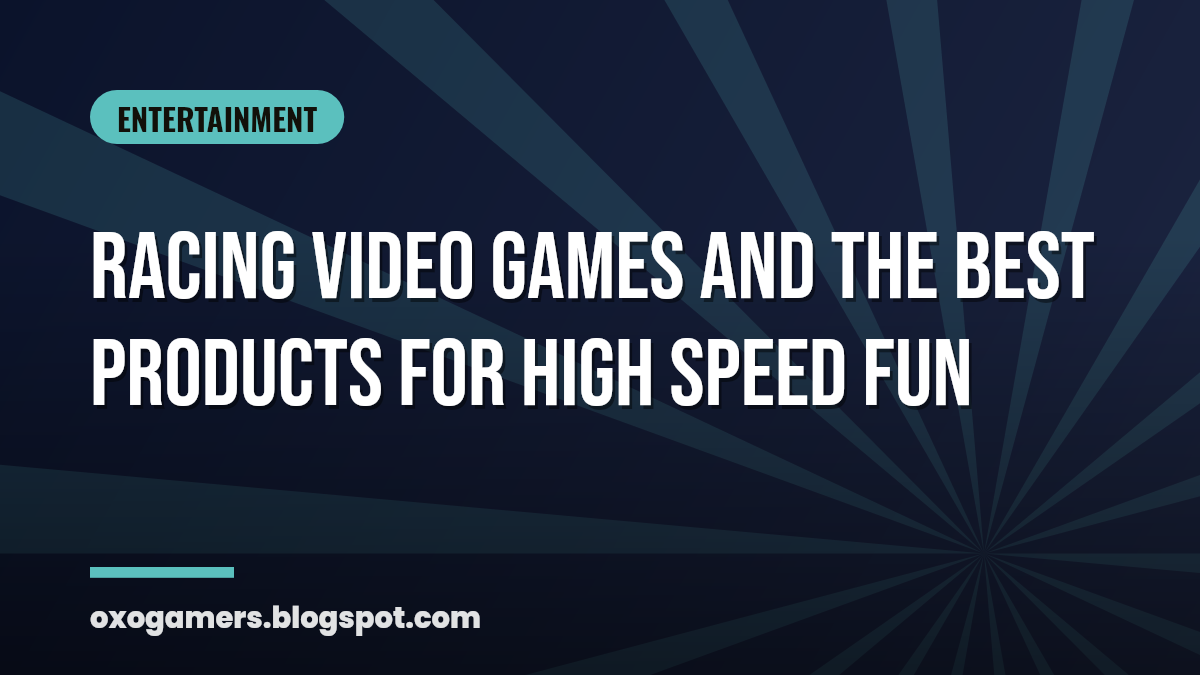 ENTERTAINMENT
RACING VIDEO GAMES AND THE BEST
PRODUCTS FOR HIGH SPEED FUN
oxogamers.blogspot.com